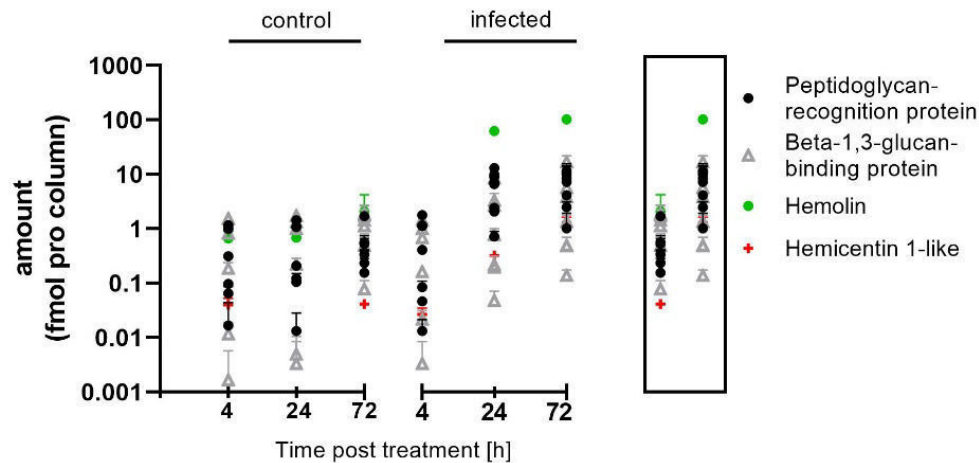 control
infected
1000
100
10
1
0.1
0.01
0.001
amount
(fmol pro column)
4
24
72
4
24
72
Time post treatment [h]
Peptidoglycan-
recognition protein
Beta-1,3-glucan-
binding protein
Hemolin
Hemicentin 1-like